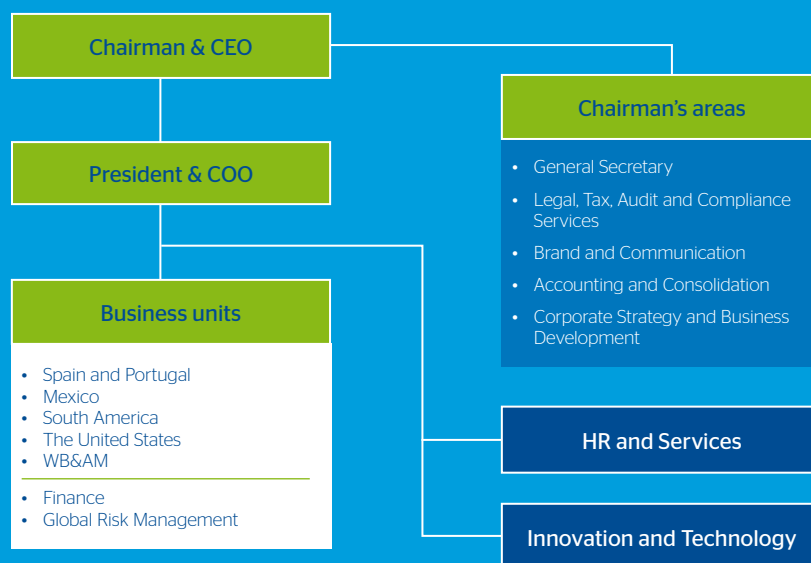 Chairman & CEO
Chairman's areas
• General Secretary
• Legal, Tax, Audit and Compliance
Services
• Brand and Communication
• Accounting and Consolidation
• Corporate Strategy and Business
Development
President & COO
Business units
• Spain and Portugal
• Mexico
• South America
• The United States
• WB&AM
• Finance
• Global Risk Management
HR and Services
Innovation and Technology